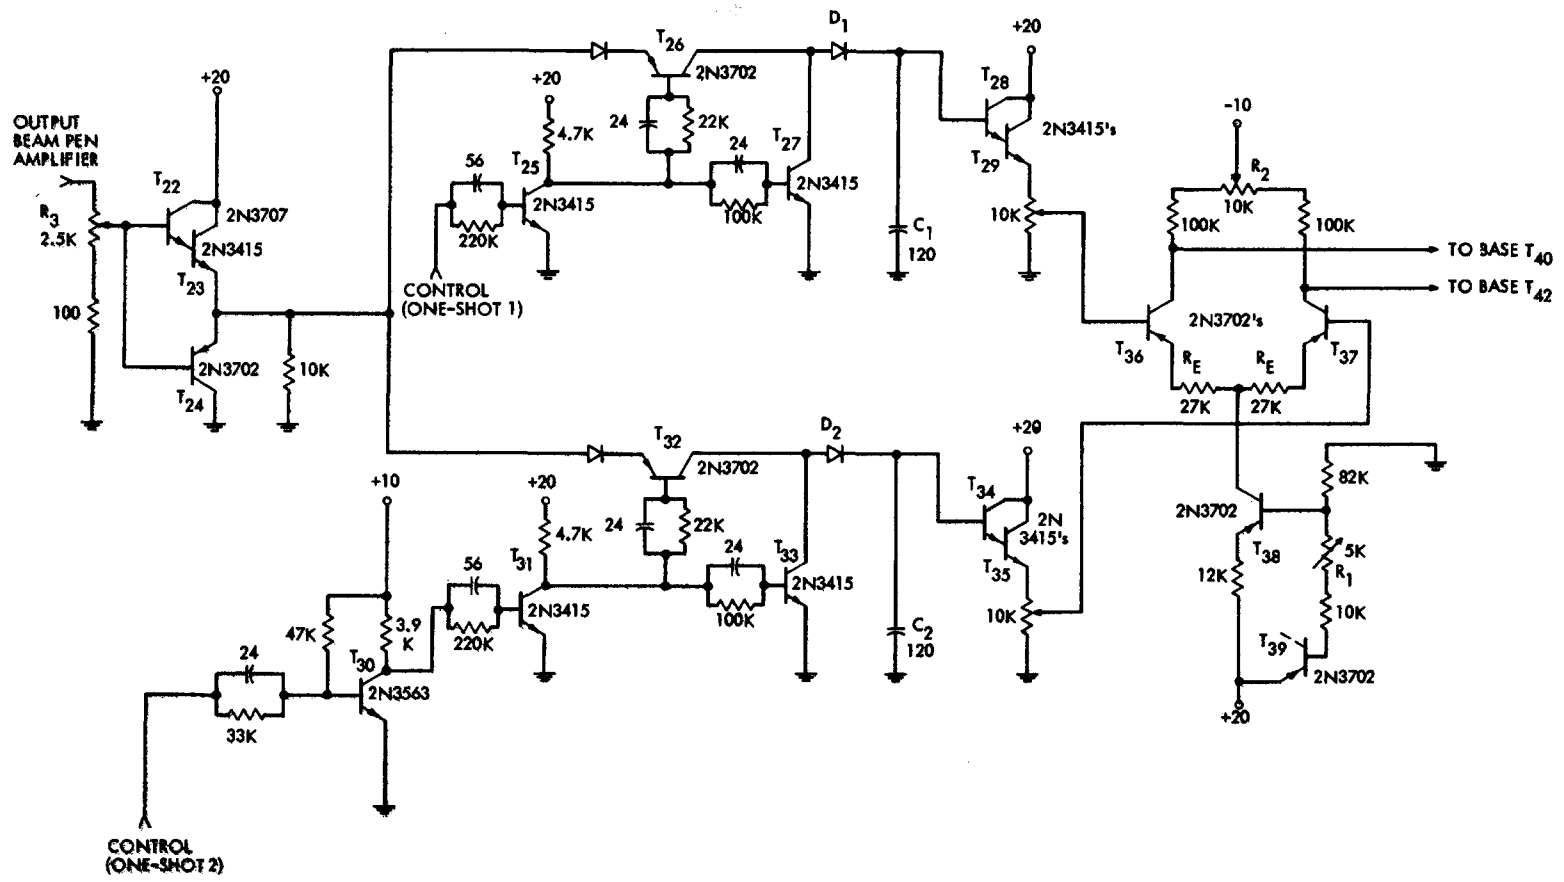 D1
+20
T26
T28
+20
2N3702
+20
-10
OUTPUT
BEAM PEN
AMPLIFIER
4.7K
24
22K
24
T27
2N3415's
T29
R2
10K
T22
56
T25
2N3415
R3
2.5K
2N3707
2N3415
2N3415
220K
100K
10K
C1
120
100K
100K
TO BASE T40
T23
CONTROL
(ONE-SHOT 1)
TO BASE T42
100
2N3702's
T36
T37
2N3702
10K
RE
RE
T24
27K
27K
D2
T32
+20
2N3702
+10
+20
82K
T34
24
22K
2N
3415's
2N3702
4.7K
T38
5K
R1
56
T31
24
T33
T35
12K
2N3415
2N3415
10K
10K
47K
3.9
K
220K
100K
C2
120
T39
24
T30
2N3563
2N3702
33K
+20
CONTROL
(ONE-SHOT 2)